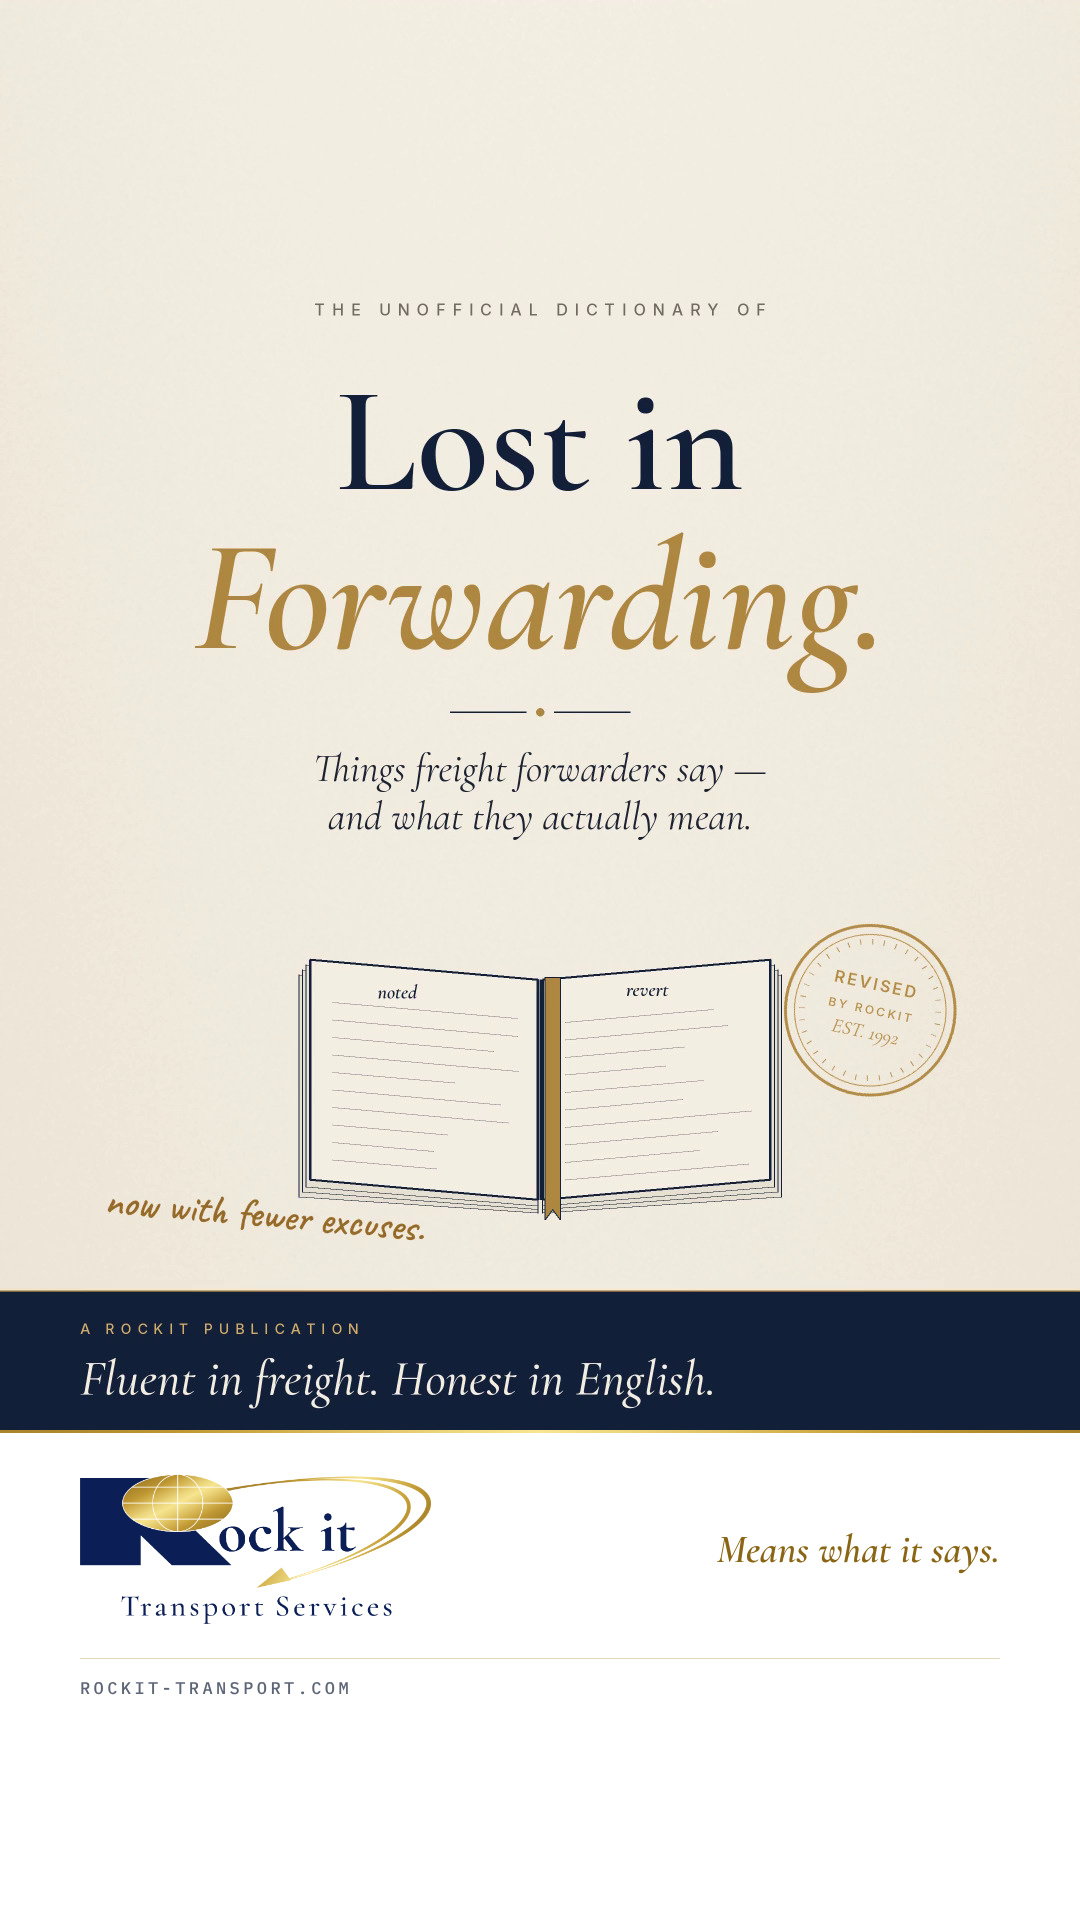 THE UNOFFICIAL DICTIONARY OF
Lost in
Forwarding.
Things freight forwarders say —
and what they actually mean.
noted
revert
REVISED
BY ROCKIT
EST. 1992
now with fewer excuses.
A ROCKIT PUBLICATION
Fluent in freight. Honest in English.
Rock it
Transport Services
Means what it says.
ROCKIT-TRANSPORT.COM